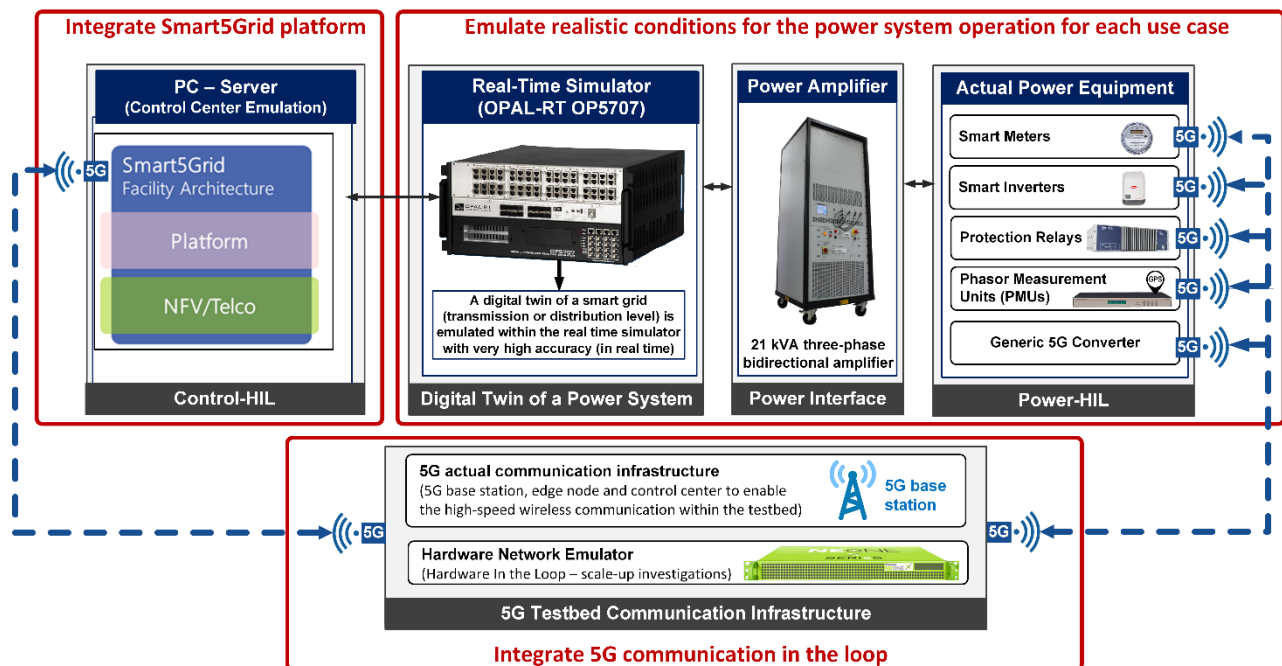 Integrate Smart5Grid platform
PC – Server
(Control Center Emulation)
5G
Smart5Grid
Facility Architecture
Platform
NFV/Telco
Control-HIL
Emulate realistic conditions for the power system operation for each use case
Real-Time Simulator
(OPAL-RT OP5707)
OPAL-RT
A digital twin of a smart grid
(transmission or distribution level) is
emulated within the real time simulator
with very high accuracy (in real time)
Digital Twin of a Power System
Power Amplifier
21 kVA three-phase
bidirectional amplifier
Power Interface
Actual Power Equipment
Smart Meters
5G
Smart Inverters
5G
Protection Relays
5G
Phasor Measurement
Units (PMUs)
GPS
5G
Generic 5G Converter
5G
Power-HIL
5G actual communication infrastructure
(5G base station, edge node and control center to enable
the high-speed wireless communication within the testbed)
5G base
station
5G
5G
Hardware Network Emulator
(Hardware In the Loop – scale-up investigations)
NE-ONE
SERIES
5G Testbed Communication Infrastructure
Integrate 5G communication in the loop